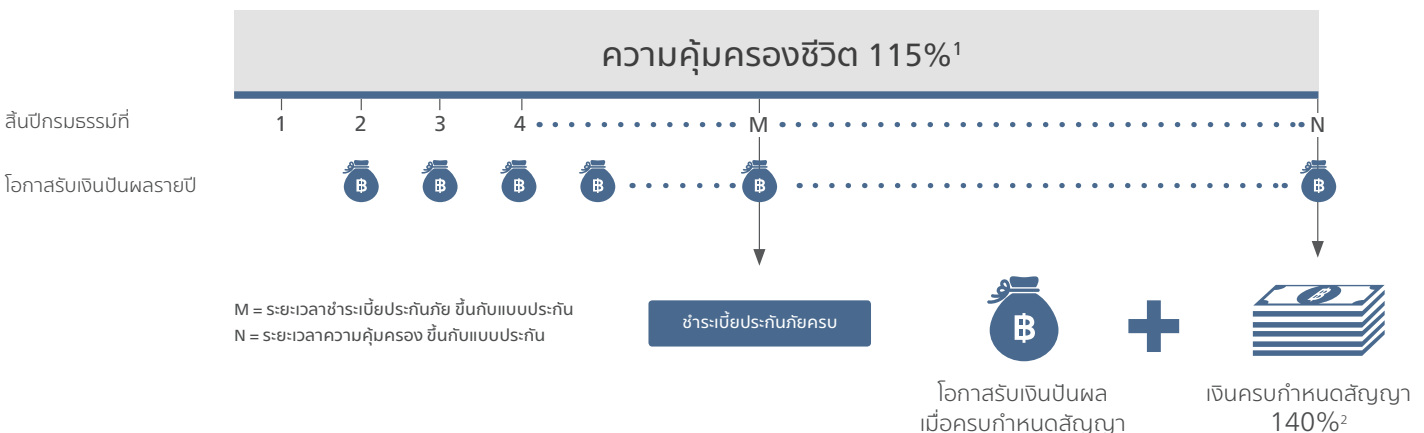 ความคุ้มครองชีวิต 115%¹
สิ้นปีกรมธรรม์ที่ 1 2 3 4 M N
โอกาสรับเงินปันผลรายปี ฿ ฿ ฿ ฿ ฿ ฿
M = ระยะเวลาชำระเบี้ยประกันภัย ขึ้นกับแบบประกัน
N = ระยะเวลาความคุ้มครอง ขึ้นกับแบบประกัน
ชำระเบี้ยประกันภัยครบ
฿
฿
โอกาสรับเงินปันผล
เมื่อครบกำหนดสัญญา
เงินครบกำหนดสัญญา
140%²